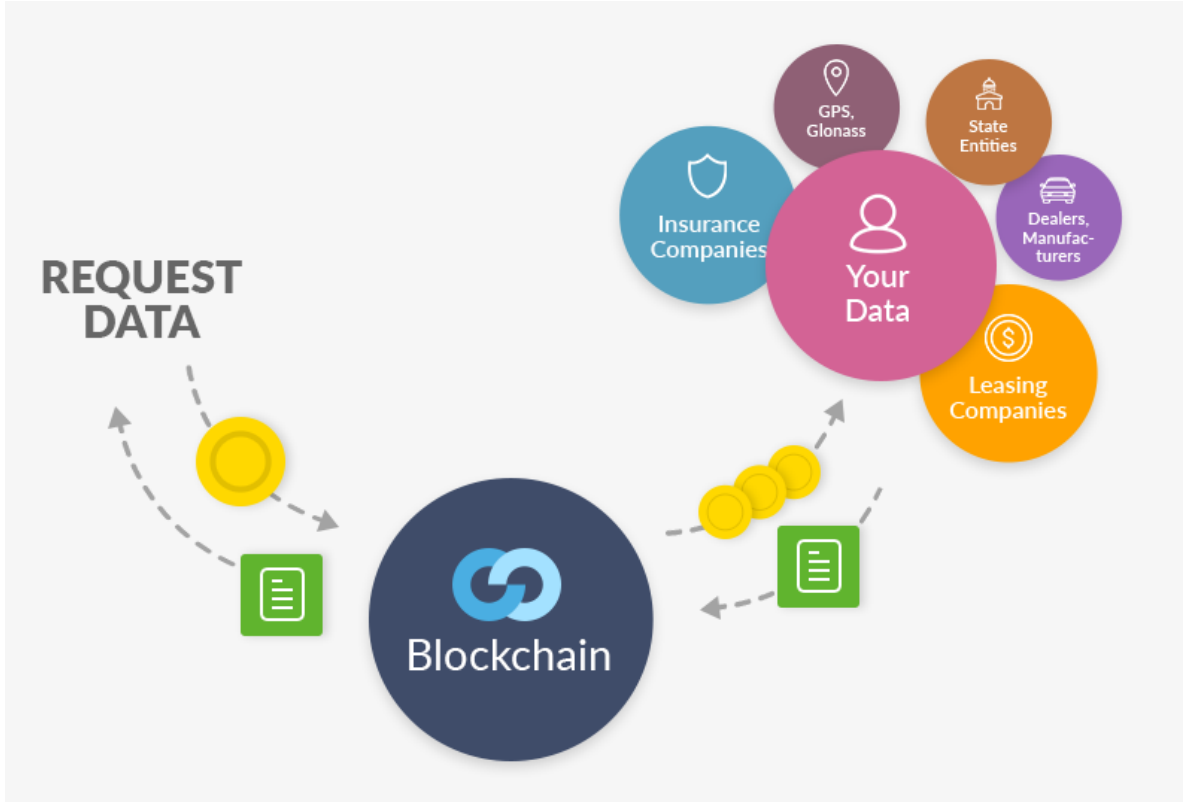 GPS,
Glonass
State
Entities
Insurance
Companies
Dealers,
Manufac-
turers
Your
Data
REQUEST
DATA
Leasing
Companies
Blockchain